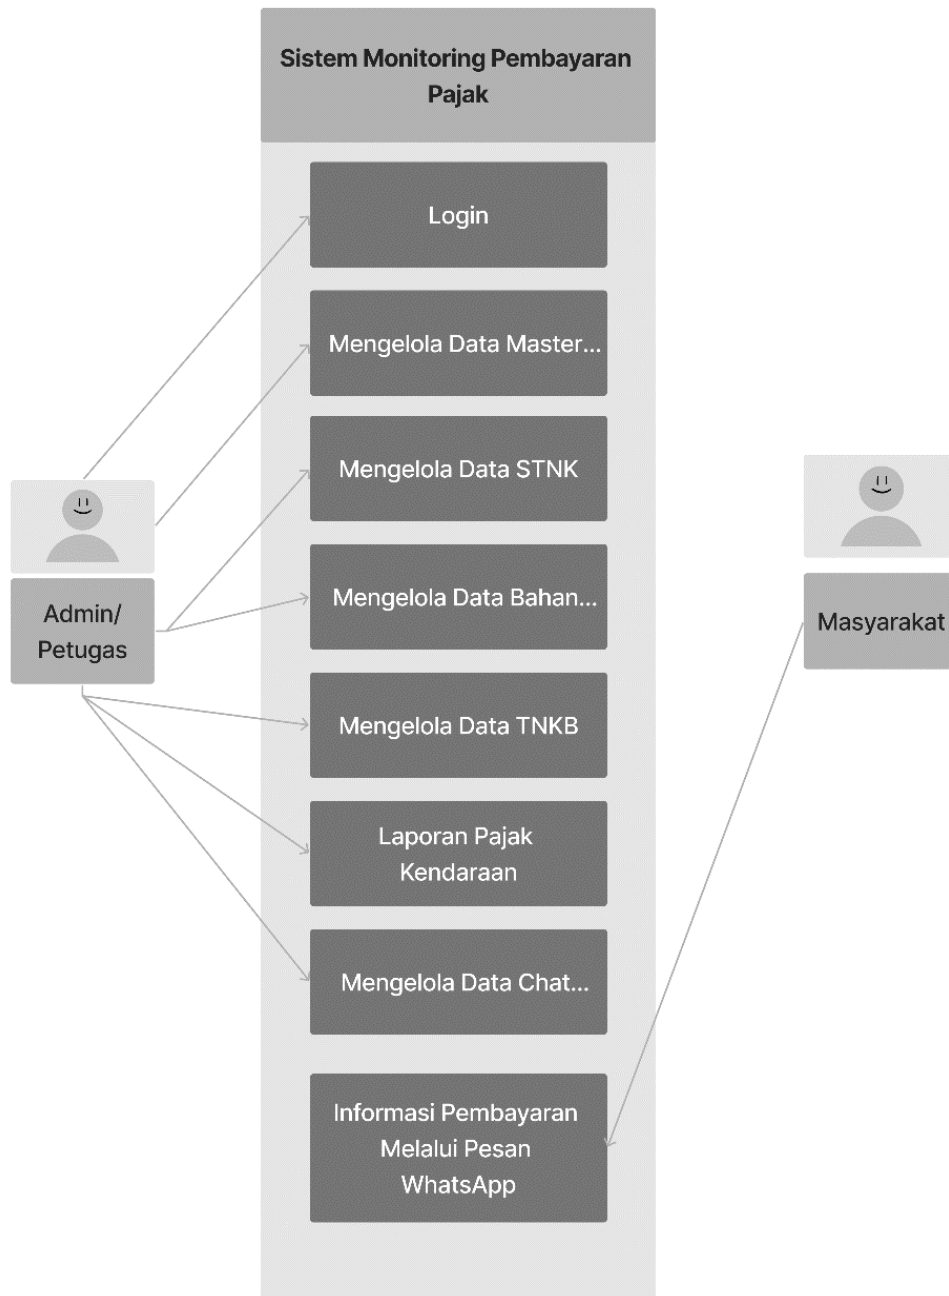 Sistem Monitoring Pembayaran
Pajak
Login
Mengelola Data Master...
Mengelola Data STNK
Mengelola Data Bahan...
Admin/
Petugas
Masyarakat
Mengelola Data TNKB
Laporan Pajak
Kendaraan
Mengelola Data Chat...
Informasi Pembayaran
Melalui Pesan
WhatsApp